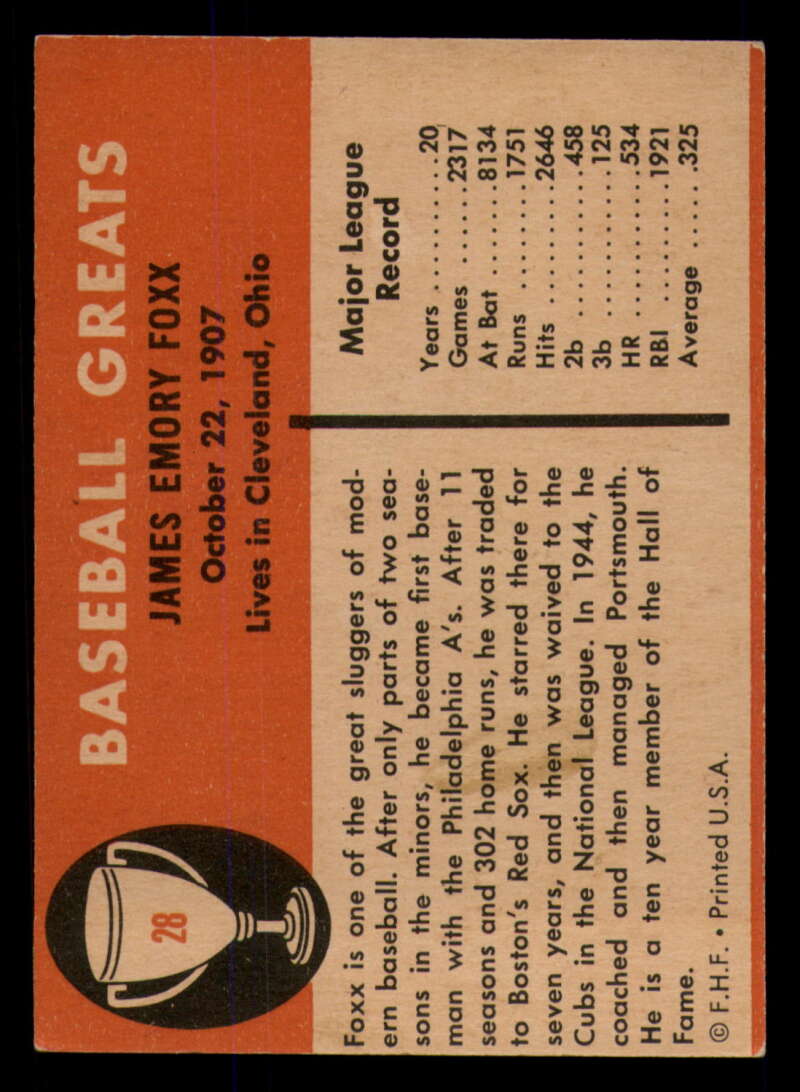 28
BASEBALL GREATS
JAMES EMORY FOXX
October 22, 1907
Lives in Cleveland, Ohio
Foxx is one of the great sluggers of mod-
ern baseball. After only parts of two sea-
sons in the minors, he became first base-
man with the Philadelphia A's. After 11
seasons and 302 home runs, he was traded
to Boston's Red Sox. He starred there for
seven years, and then was waived to the
Cubs in the National League. In 1944, he
coached and then managed Portsmouth.
He is a ten year member of the Hall of
Fame.
© F.H.F. • Printed U.S.A.
Major League
Record
Years ..........20
Games ......2317
At Bat .......8134
Runs .........1751
Hits ..........2646
2b ..............458
3b ..............125
HR .............534
RBI ..........1921
Average .....325